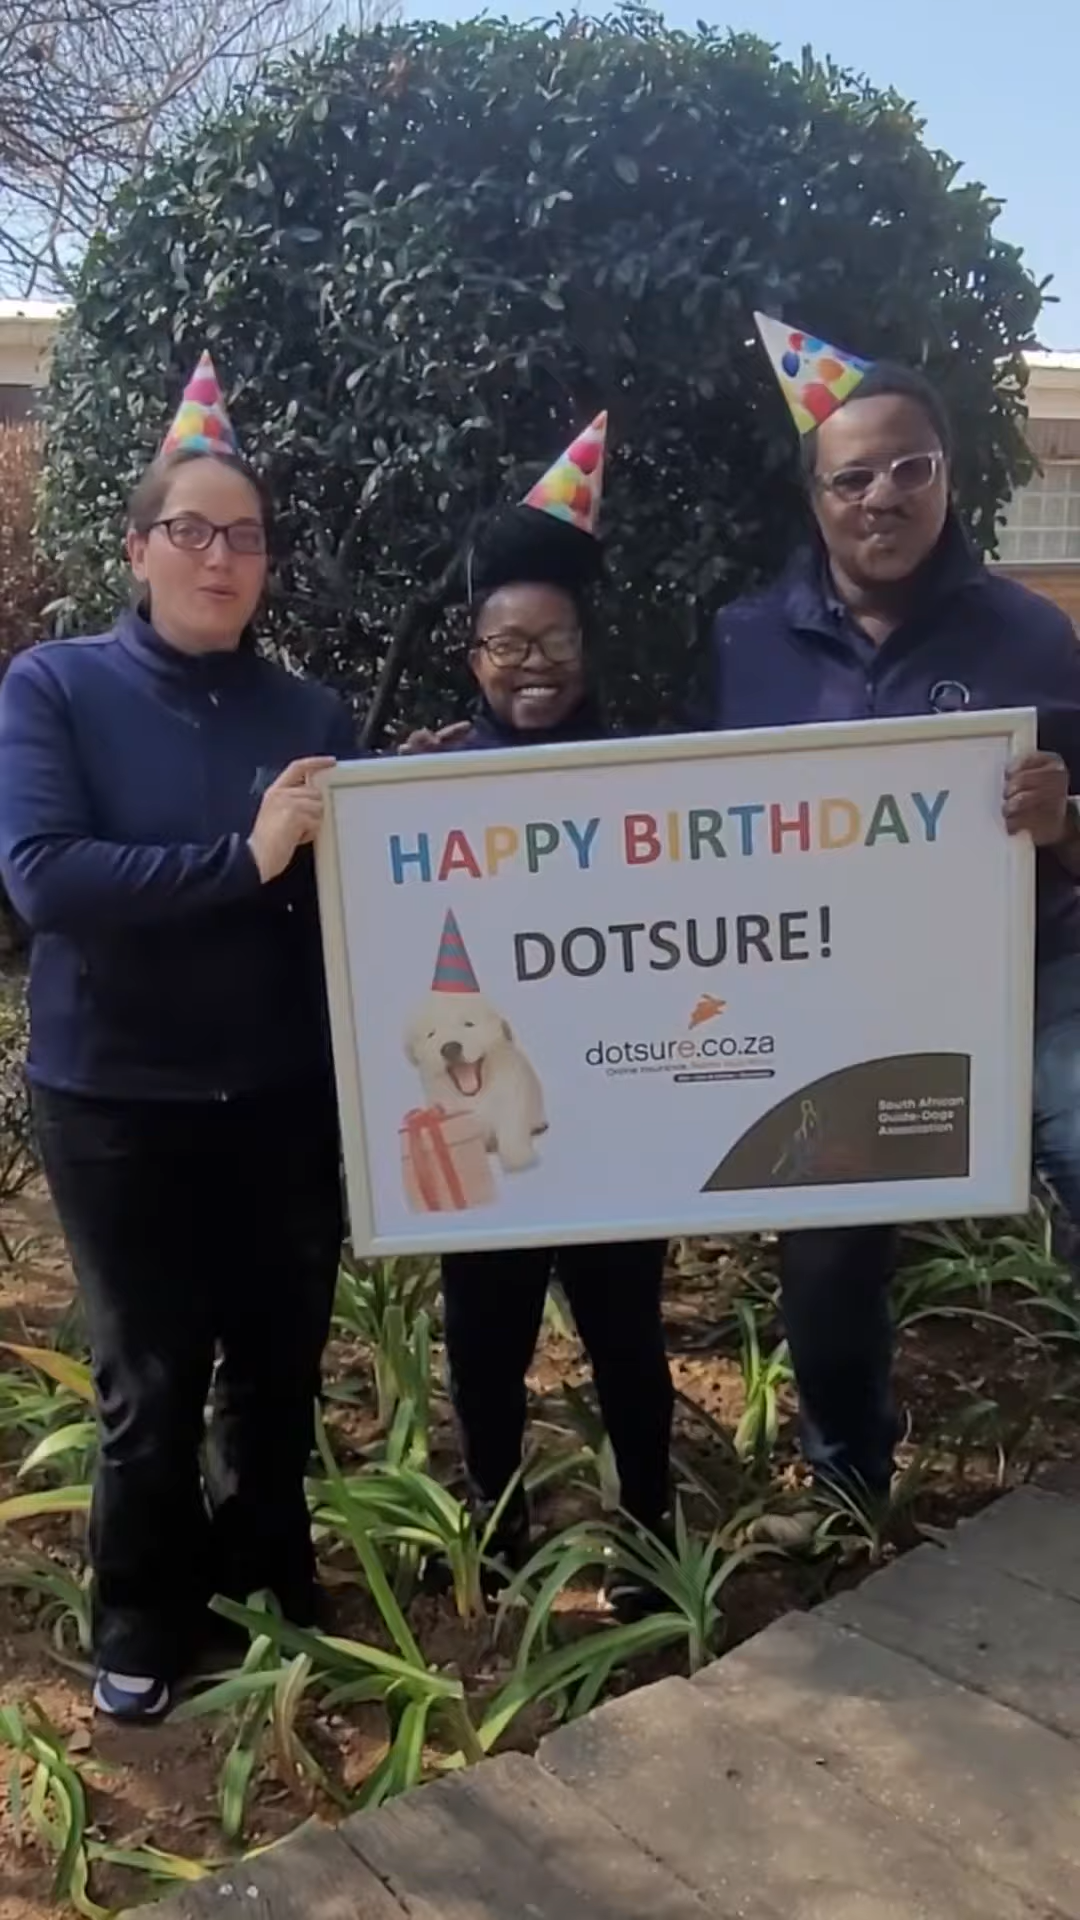 HAPPY BIRTHDAY
DOTSURE!
dotsure.co.za
South African
Guide-Dogs
Association